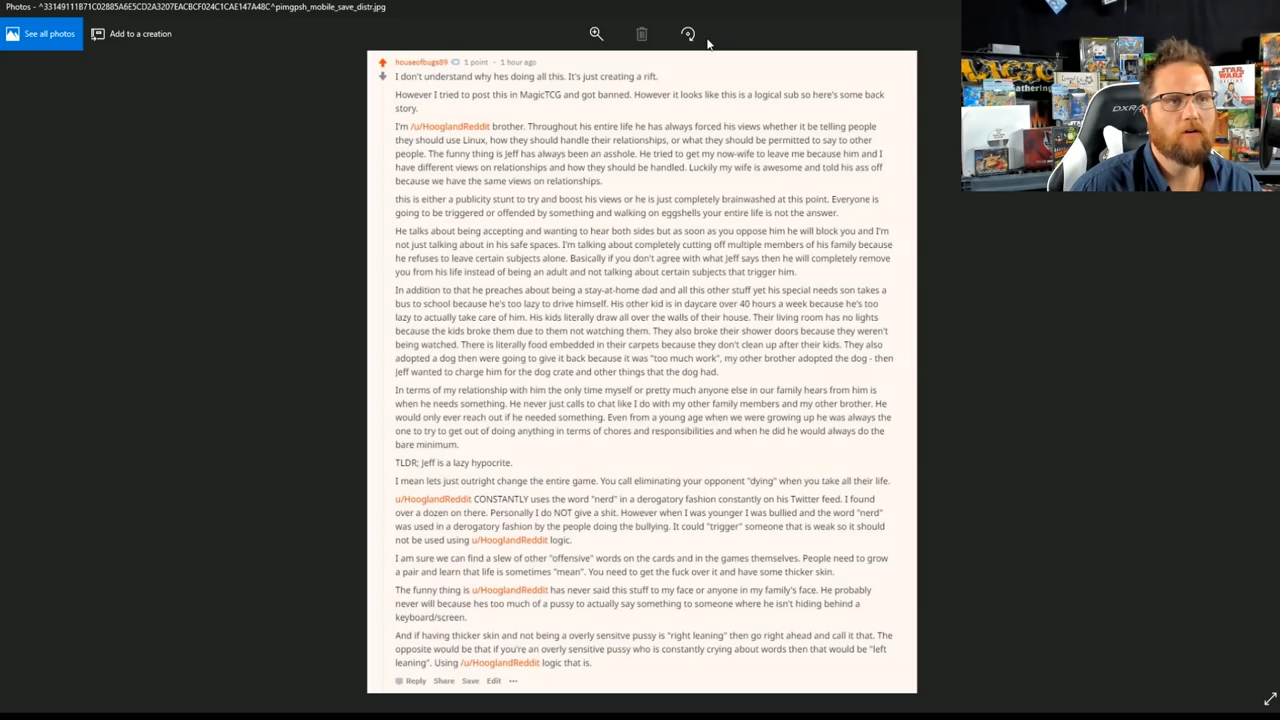 Photos - ^33149111B71C02885A6E5CD2A3207EACBCF024C1CAE147A48C^pimgpsh_mobile_save_distr.jpg
See all photos
Add to a creation
houseofbugs89 1 point · 1 hour ago
I don't understand why hes doing all this. It's just creating a rift.
However I tried to post this in MagicTCG and got banned. However it looks like this is a logical sub so here's some back
story.
I'm /u/HooglandReddit brother. Throughout his entire life he has always forced his views whether it be telling people
they should use Linux, how they should handle their relationships, or what they should be permitted to say to other
people. The funny thing is Jeff has always been an asshole. He tried to get my now-wife to leave me because him and I
have different views on relationships and how they should be handled. Luckily my wife is awesome and told his ass off
because we have the same views on relationships.
this is either a publicity stunt to try and boost his views or he is just completely brainwashed at this point. Everyone is
going to be triggered or offended by something and walking on eggshells your entire life is not the answer.
He talks about being accepting and wanting to hear both sides but as soon as you oppose him he will block you and I'm
not just talking about in his safe spaces. I'm talking about completely cutting off multiple members of his family because
he refuses to leave certain subjects alone. Basically if you don't agree with what Jeff says then he will completely remove
you from his life instead of being an adult and not talking about certain subjects that trigger him.
In addition to that he preaches about being a stay-at-home dad and all this other stuff yet his special needs son takes a
bus to school because he's too lazy to drive himself. His other kid is in daycare over 40 hours a week because he's too
lazy to actually take care of him. His kids literally draw all over the walls of their house. Their living room has no lights
because the kids broke them due to them not watching them. They also broke their shower doors because they weren't
being watched. There is literally food embedded in their carpets because they don't clean up after their kids. They also
adopted a dog then were going to give it back because it was "too much work", my other brother adopted the dog - then
Jeff wanted to charge him for the dog crate and other things that the dog had.
In terms of my relationship with him the only time myself or pretty much anyone else in our family hears from him is
when he needs something. He never just calls to chat like I do with my other family members and my other brother. He
would only ever reach out if he needed something. Even from a young age when we were growing up he was always the
one to try to get out of doing anything in terms of chores and responsibilities and when he did he would always do the
bare minimum.
TLDR; Jeff is a lazy hypocrite.
I mean lets just outright change the entire game. You call eliminating your opponent "dying" when you take all their life.
u/HooglandReddit CONSTANTLY uses the word "nerd" in a derogatory fashion constantly on his Twitter feed. I found
over a dozen on there. Personally I do NOT give a shit. However when I was younger I was bullied and the word "nerd"
was used in a derogatory fashion by the people doing the bullying. It could "trigger" someone that is weak so it should
not be used using u/HooglandReddit logic.
I am sure we can find a slew of other "offensive" words on the cards and in the games themselves. People need to grow
a pair and learn that life is sometimes "mean". You need to get the fuck over it and have some thicker skin.
The funny thing is u/HooglandReddit has never said this stuff to my face or anyone in my family's face. He probably
never will because hes too much of a pussy to actually say something to someone where he isn't hiding behind a
keyboard/screen.
And if having thicker skin and not being a overly sensitve pussy is "right leaning" then go right ahead and call it that. The
opposite would be that if you're an overly sensitive pussy who is constantly crying about words then that would be "left
leaning". Using /u/HooglandReddit logic that is.
Reply Share Save Edit ···
Gathering
DXR
STAR
WARS